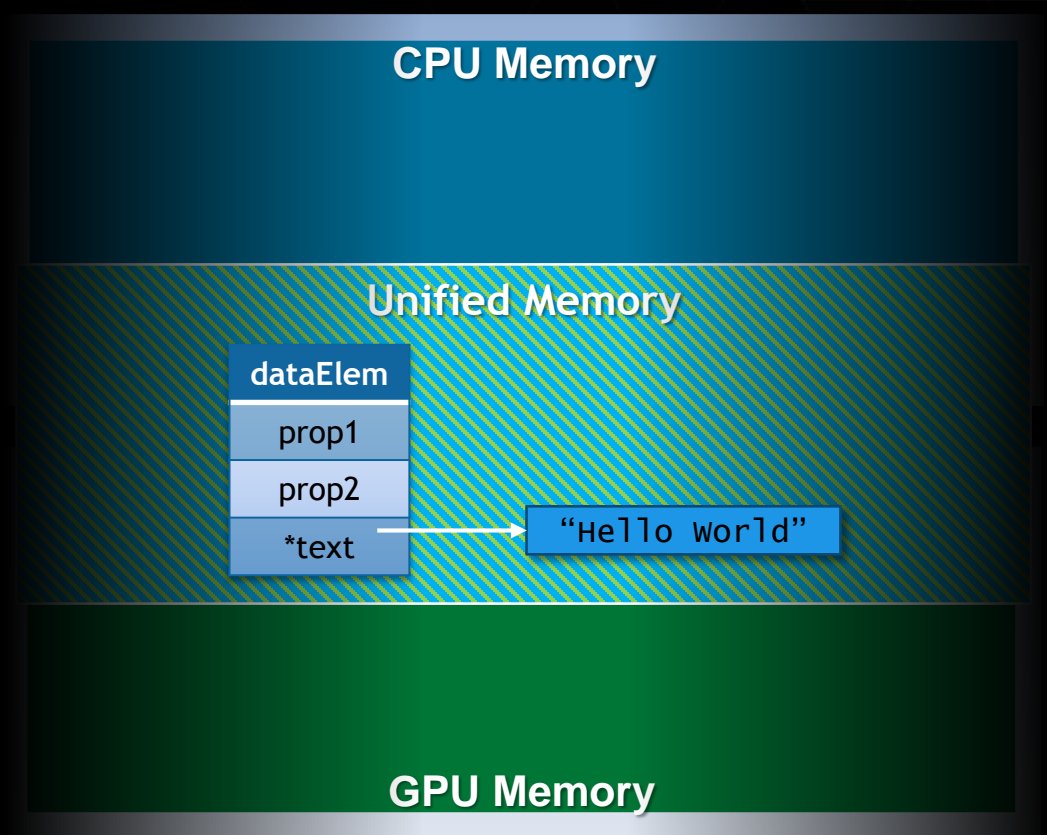 CPU Memory
Unified Memory
dataElem
prop1
prop2
*text
“Hello World”
GPU Memory